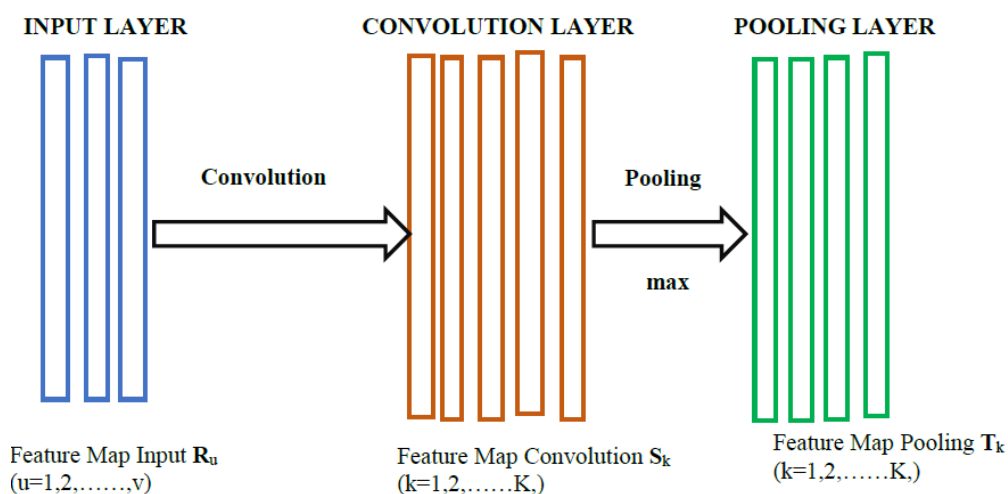 INPUT LAYER
CONVOLUTION LAYER
POOLING LAYER
Convolution
Pooling
max
Feature Map Input Rᵤ
(u=1,2,……,v)
Feature Map Convolution Sₖ
(k=1,2,……K,)
Feature Map Pooling Tₖ
(k=1,2,……K,)